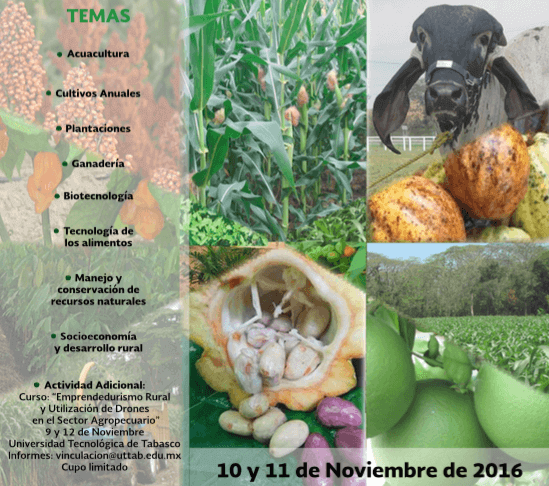 TEMAS
• Acuacultura
• Cultivos Anuales
• Plantaciones
• Ganadería
• Biotecnología
• Tecnología de
los alimentos
• Manejo y
conservación de
recursos naturales
• Socioeconomía
y desarrollo rural
• Actividad Adicional:
Curso: "Emprendedurismo Rural
y Utilización de Drones
en el Sector Agropecuario"
9 y 12 de Noviembre
Universidad Tecnológica de Tabasco
Informes: vinculacion@uttab.edu.mx
Cupo limitado
10 y 11 de Noviembre de 2016